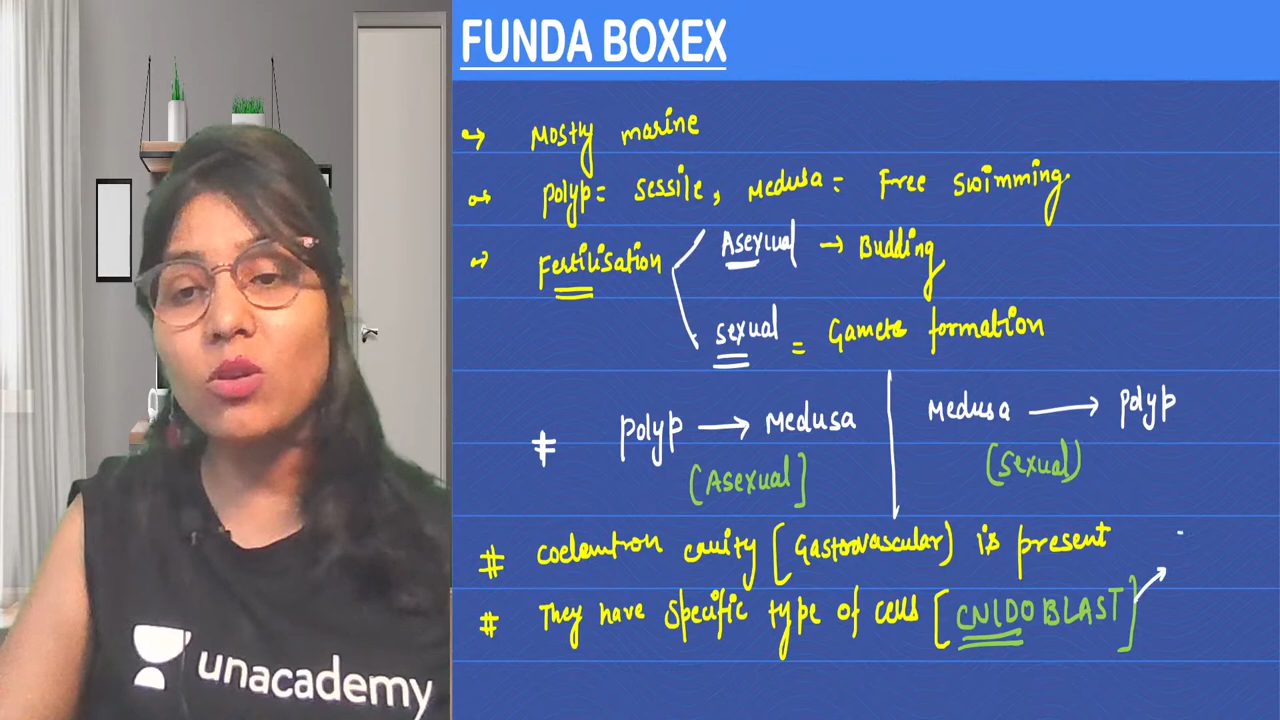 FUNDA BOXEX
→ Mostly marine
→ Polyp = sessile, Medusa = Free swimming
Asexual → Budding
→ Fertilisation
sexual = Gamete formation
# Polyp → Medusa
Medusa → Polyp
(Asexual]
(Sexual)
# coelentron cavity [Gastrovascular) is present
# They have specific type of cells [CNIDOBLAST]
unacademy